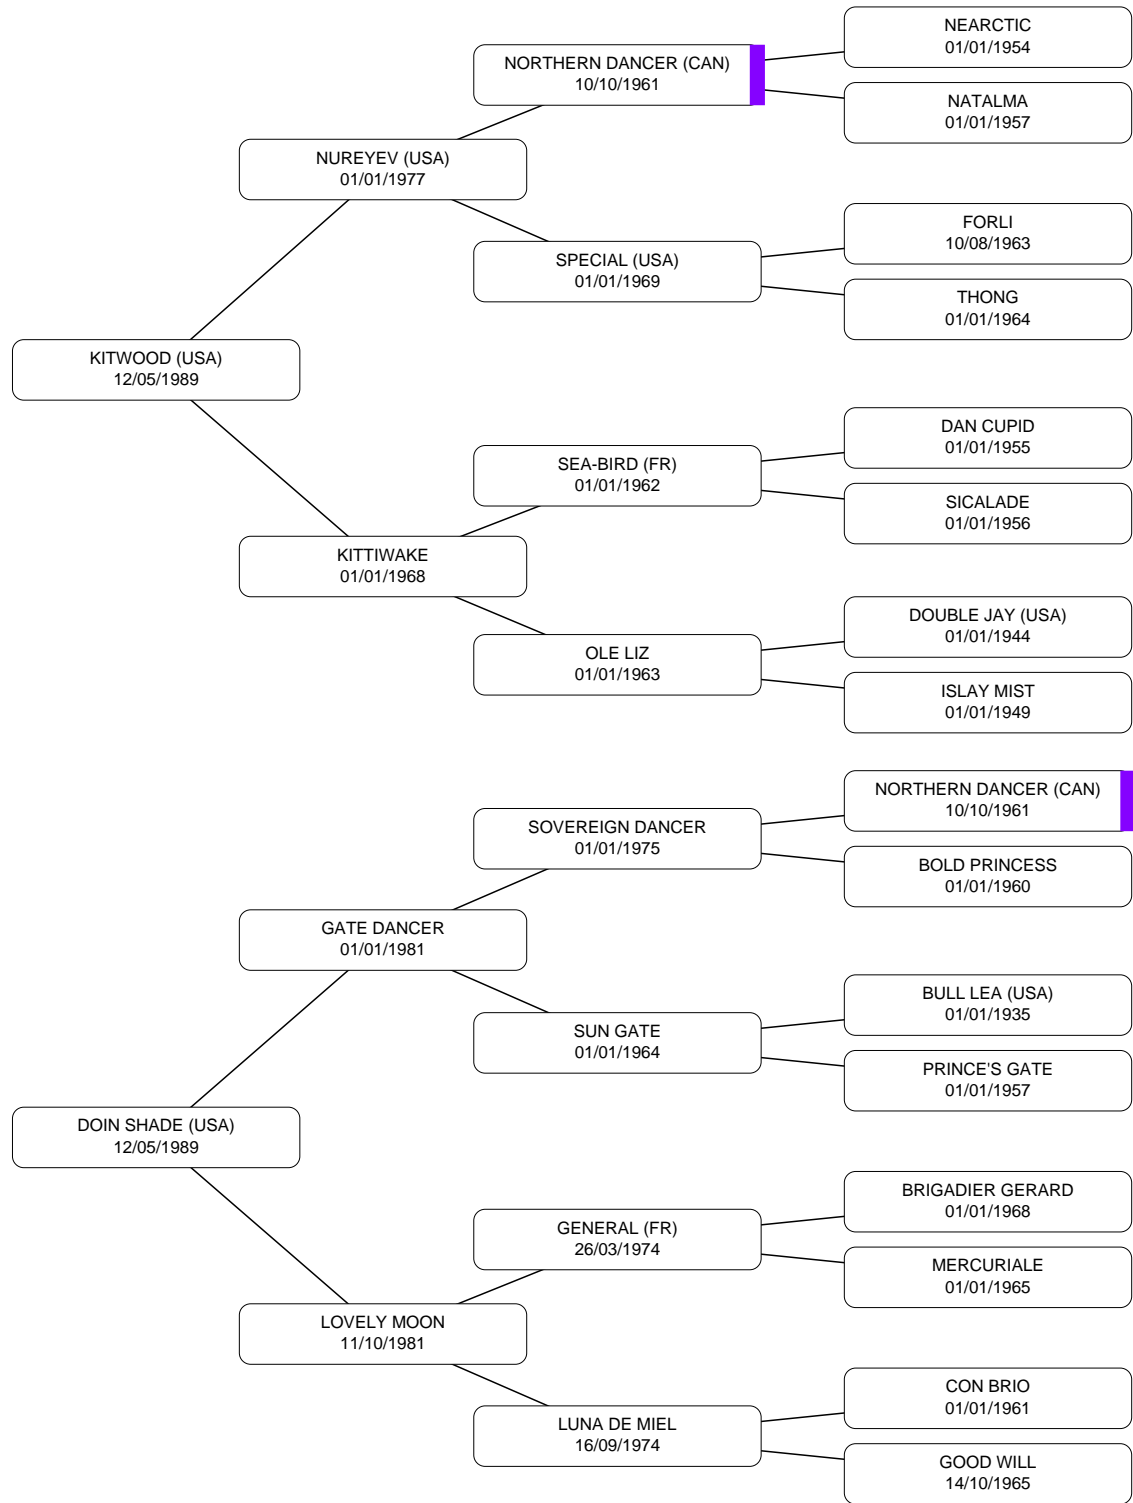 NEARCTIC
01/01/1954
NORTHERN DANCER (CAN)
10/10/1961
NATALMA
01/01/1957
NUREYEV (USA)
01/01/1977
FORLI
10/08/1963
SPECIAL (USA)
01/01/1969
THONG
01/01/1964
KITWOOD (USA)
12/05/1989
DAN CUPID
01/01/1955
SEA-BIRD (FR)
01/01/1962
SICALADE
01/01/1956
KITTIWAKE
01/01/1968
DOUBLE JAY (USA)
01/01/1944
OLE LIZ
01/01/1963
ISLAY MIST
01/01/1949
NORTHERN DANCER (CAN)
10/10/1961
SOVEREIGN DANCER
01/01/1975
BOLD PRINCESS
01/01/1960
GATE DANCER
01/01/1981
BULL LEA (USA)
01/01/1935
SUN GATE
01/01/1964
PRINCE'S GATE
01/01/1957
DOIN SHADE (USA)
12/05/1989
BRIGADIER GERARD
01/01/1968
GENERAL (FR)
26/03/1974
MERCURIALE
01/01/1965
LOVELY MOON
11/10/1981
CON BRIO
01/01/1961
LUNA DE MIEL
16/09/1974
GOOD WILL
14/10/1965